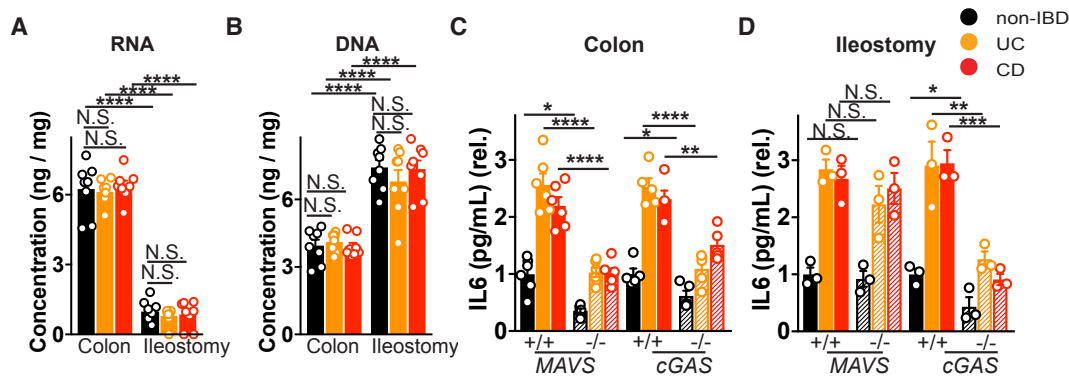 A
RNA
Concentration (ng / mg)
6
3
0
****
****
****
N.S.
N.S.
N.S.
N.S.
Colon
Ileostomy
B
DNA
Concentration (ng / mg)
6
3
0
****
****
****
N.S.
N.S.
N.S.
N.S.
Colon
Ileostomy
C
Colon
IL6 (pg/mL) (rel.)
3
2
1
0
*
****
****
****
*
**
+/+
-/-
+/+
-/-
MAVS
cGAS
D
Ileostomy
IL6 (pg/mL) (rel.)
3
2
1
0
N.S.
N.S.
N.S.
*
**
***
+/+
-/-
+/+
-/-
MAVS
cGAS
non-IBD
UC
CD